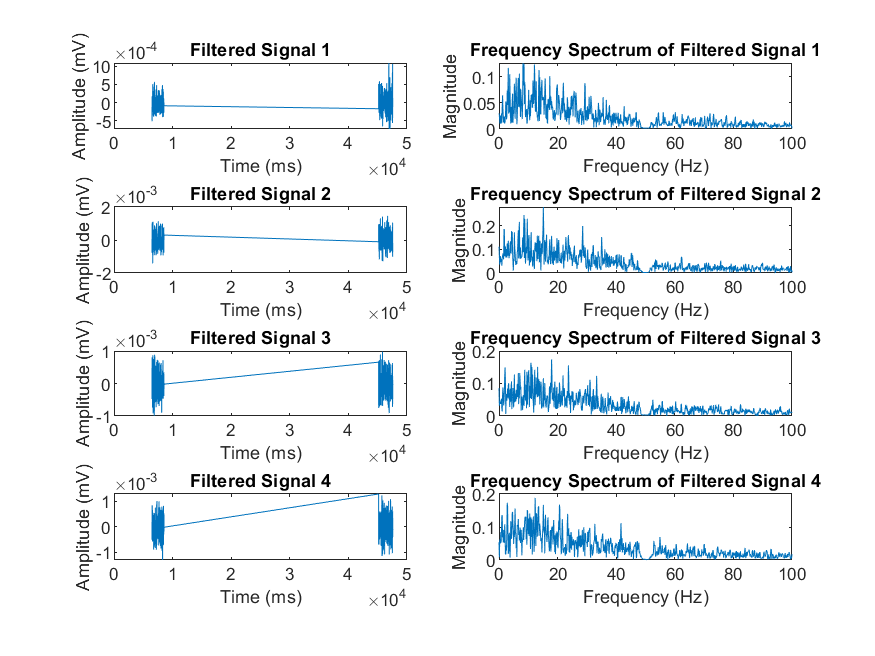 Filtered Signal 1
×10-4
Amplitude (mV)
10
5
0
-5
0 1 2 3 4 5
Time (ms)
×104
Frequency Spectrum of Filtered Signal 1
Magnitude
0.1
0.05
0
0 20 40 60 80 100
Frequency (Hz)
Filtered Signal 2
×10-3
Amplitude (mV)
2
0
-2
0 1 2 3 4 5
Time (ms)
×104
Frequency Spectrum of Filtered Signal 2
Magnitude
0.2
0.1
0
0 20 40 60 80 100
Frequency (Hz)
Filtered Signal 3
×10-3
Amplitude (mV)
1
0
-1
0 1 2 3 4 5
Time (ms)
×104
Frequency Spectrum of Filtered Signal 3
Magnitude
0.2
0.1
0
0 20 40 60 80 100
Frequency (Hz)
Filtered Signal 4
×10-3
Amplitude (mV)
1
0
-1
0 1 2 3 4 5
Time (ms)
×104
Frequency Spectrum of Filtered Signal 4
Magnitude
0.2
0.1
0
0 20 40 60 80 100
Frequency (Hz)